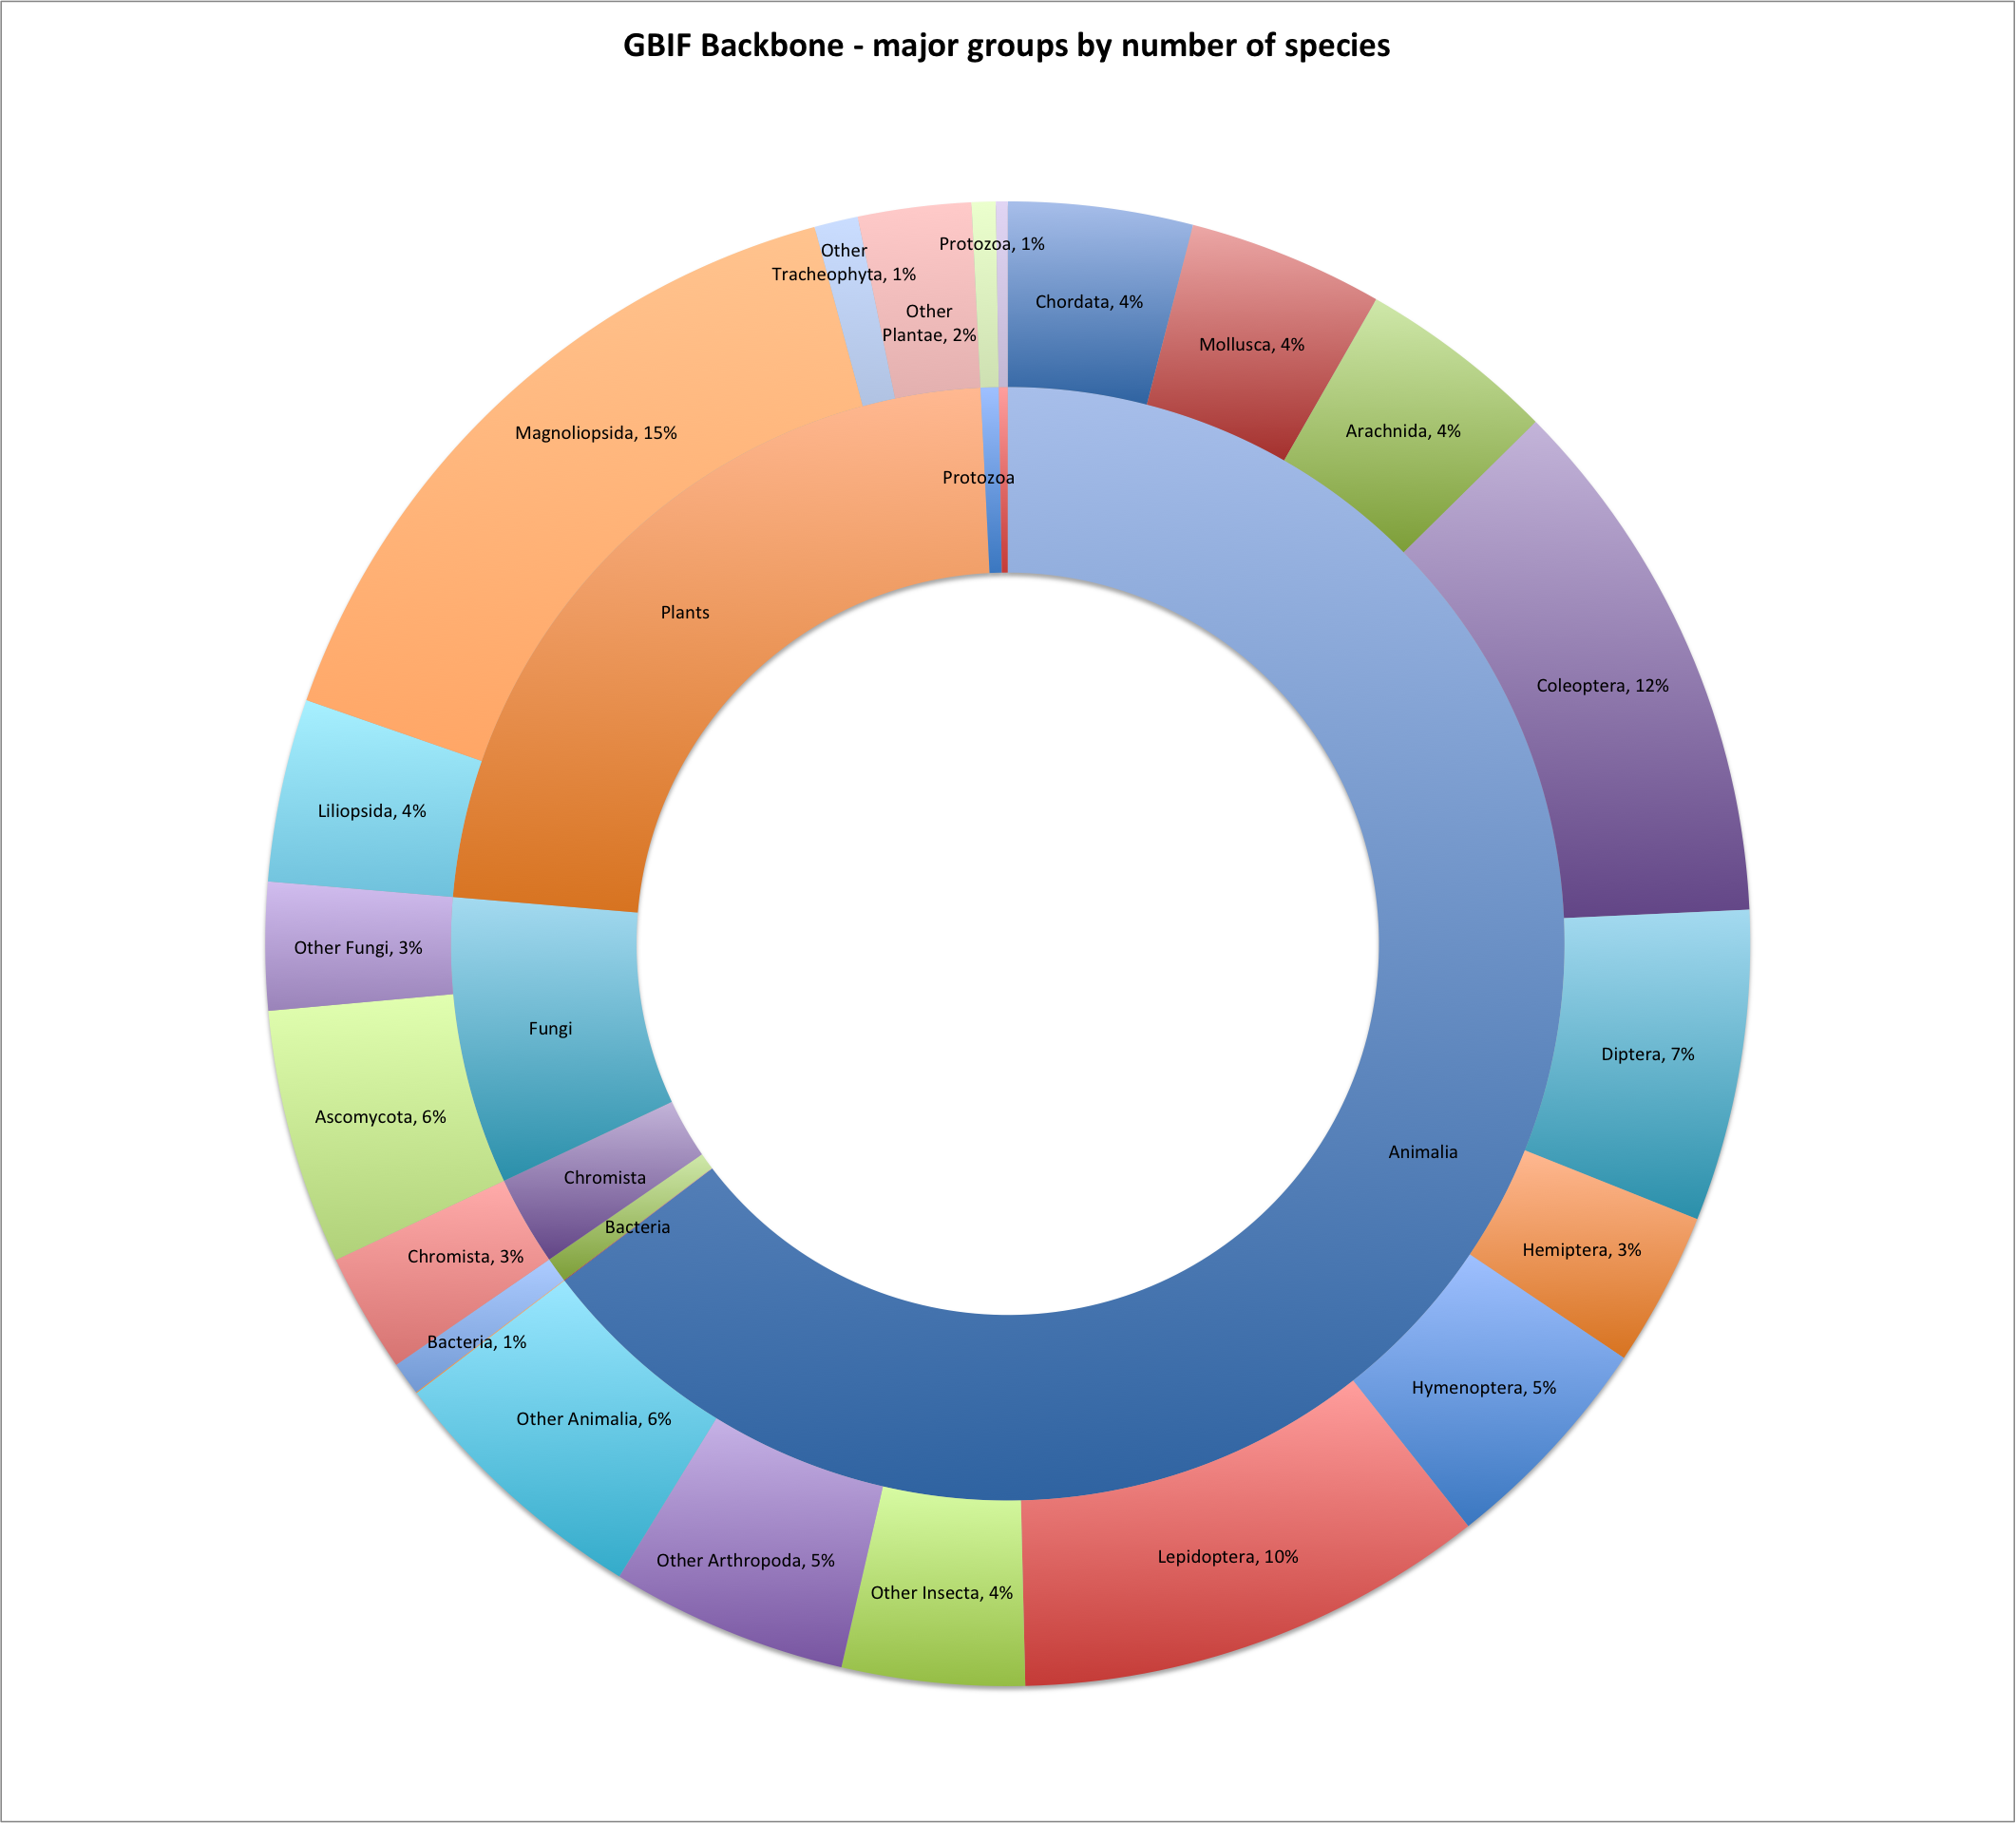 GBIF Backbone - major groups by number of species
Protozoa, 1%
Other
Tracheophyta, 1%
Other
Plantae, 2%
Chordata, 4%
Mollusca, 4%
Arachnida, 4%
Magnoliopsida, 15%
Protozoa
Plants
Coleoptera, 12%
Liliopsida, 4%
Other Fungi, 3%
Fungi
Diptera, 7%
Ascomycota, 6%
Animalia
Chromista
Bacteria
Chromista, 3%
Hemiptera, 3%
Bacteria, 1%
Hymenoptera, 5%
Other Animalia, 6%
Other Arthropoda, 5%
Lepidoptera, 10%
Other Insecta, 4%